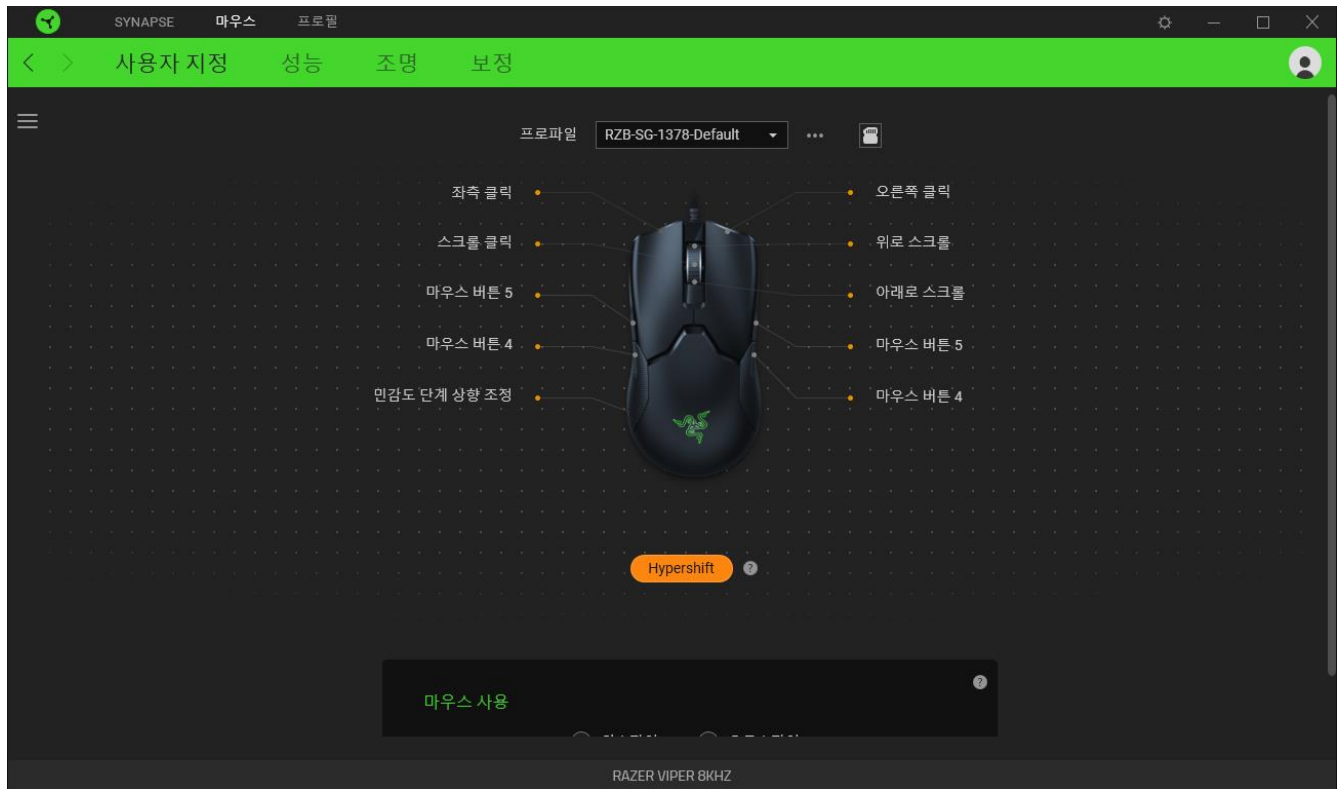 SYNAPSE 마우스 프로필
사용자 지정 성능 조명 보정
프로파일 RZB-SG-1378-Default
좌측 클릭 오른쪽 클릭
스크롤 클릭 위로 스크롤
마우스 버튼 5 아래로 스크롤
마우스 버튼 4 마우스 버튼 5
민감도 단계 상향 조정 마우스 버튼 4
Hypershift ?
?
마우스 사용
RAZER VIPER 8KHZ